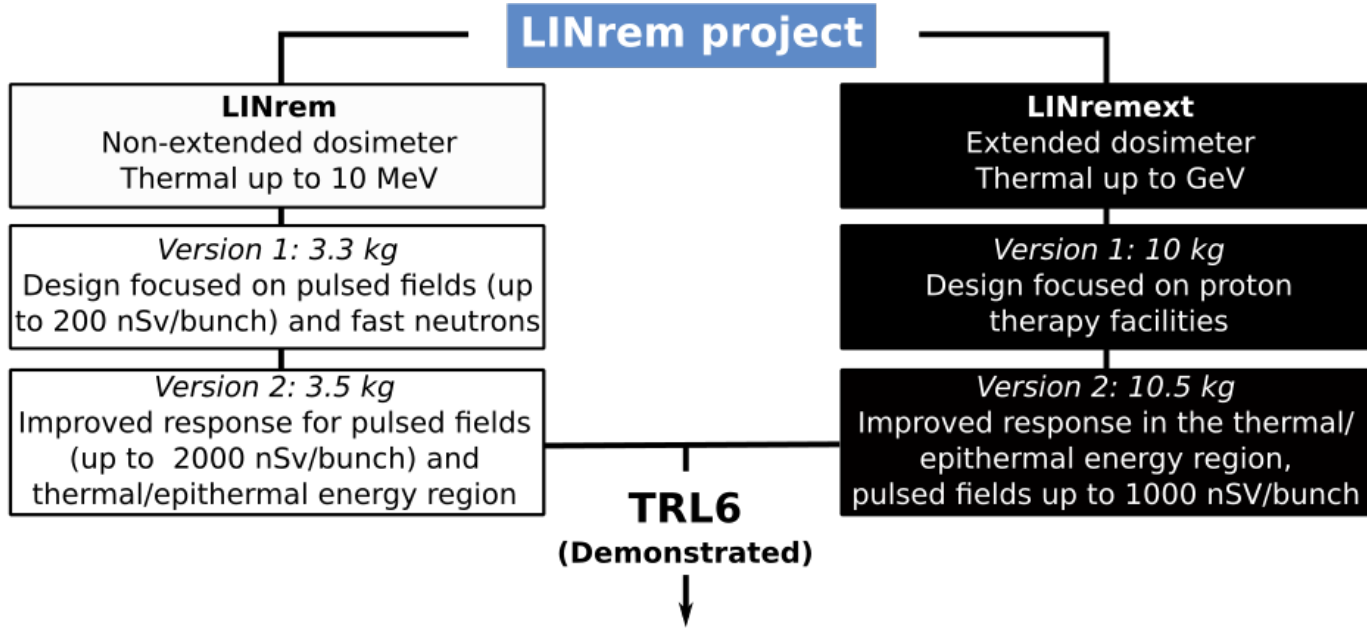 LINrem project
LINrem
Non-extended dosimeter
Thermal up to 10 MeV
Version 1: 3.3 kg
Design focused on pulsed fields (up
to 200 nSv/bunch) and fast neutrons
Version 2: 3.5 kg
Improved response for pulsed fields
(up to  2000 nSv/bunch) and
thermal/epithermal energy region
LINremext
Extended dosimeter
Thermal up to GeV
Version 1: 10 kg
Design focused on proton
therapy facilities
Version 2: 10.5 kg
Improved response in the thermal/
epithermal energy region,
pulsed fields up to 1000 nSV/bunch
TRL6
(Demonstrated)